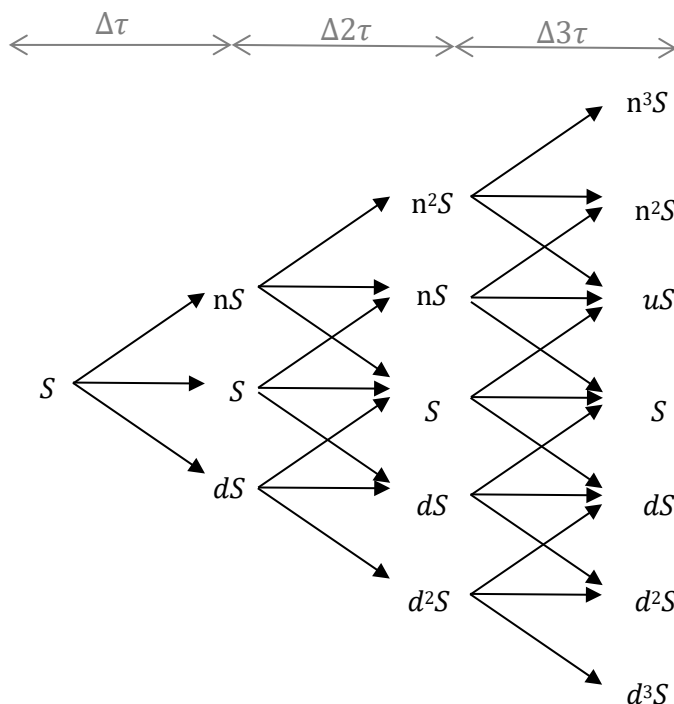 Δτ Δ2τ Δ3τ
n³S
n²S n²S
nS nS uS
S S S S
dS dS dS
d²S d²S
d³S